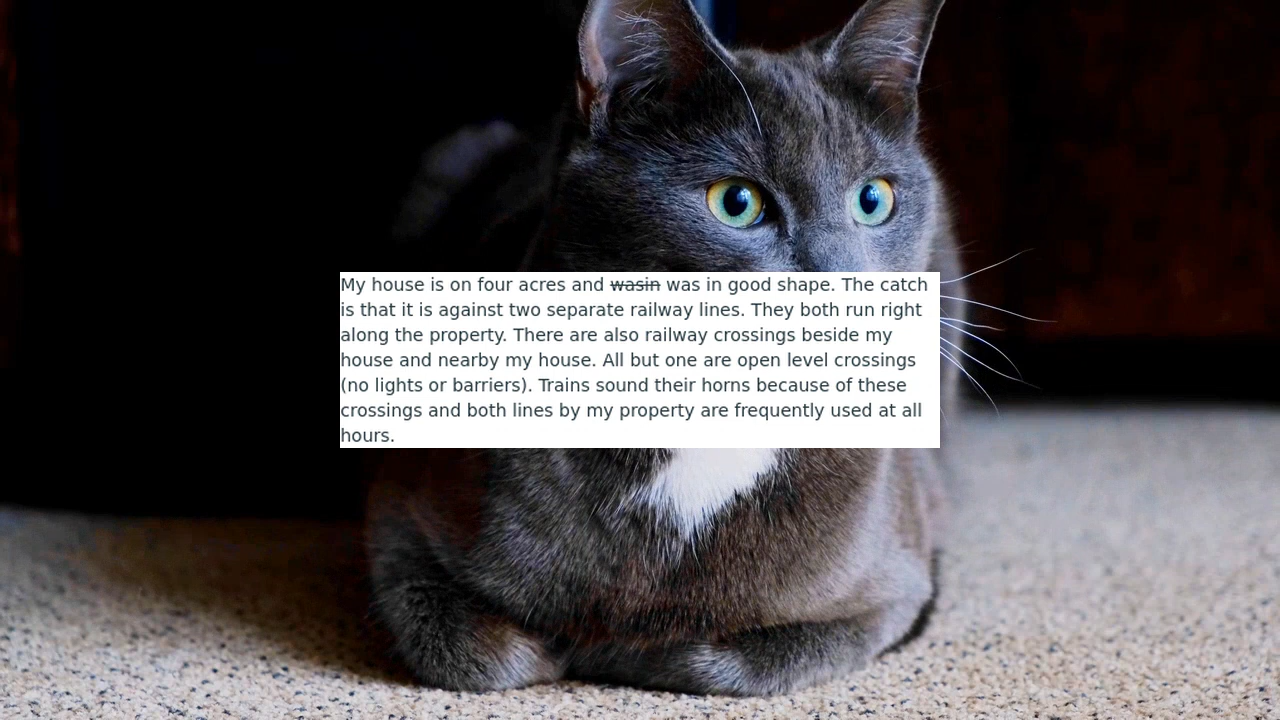 My house is on four acres and ~~wasin~~ was in good shape. The catch
is that it is against two separate railway lines. They both run right
along the property. There are also railway crossings beside my
house and nearby my house. All but one are open level crossings
(no lights or barriers). Trains sound their horns because of these
crossings and both lines by my property are frequently used at all
hours.